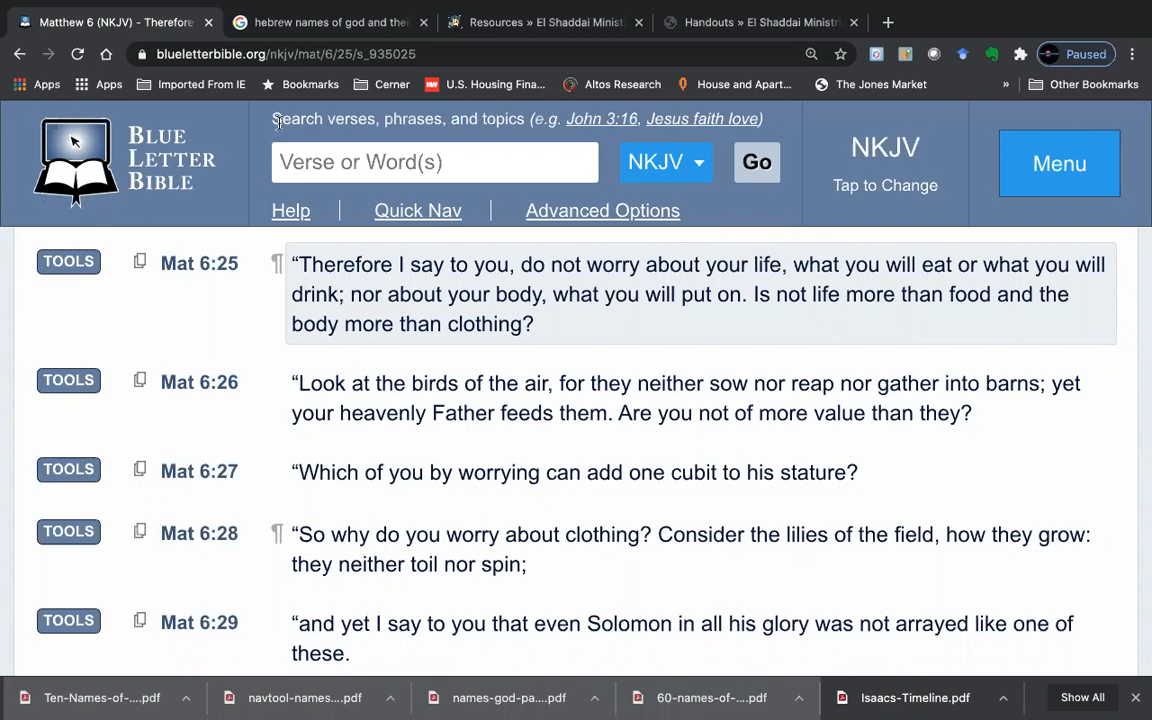 Matthew 6 (NKJV) - Therefore
hebrew names of god and thei
Resources » El Shaddai Minist
Handouts » El Shaddai Ministri
blueletterbible.org/nkjv/mat/6/25/s_935025
Paused
Apps
Apps
Imported From IE
Bookmarks
Cerner
U.S. Housing Fina...
Altos Research
House and Apart...
The Jones Market
»
Other Bookmarks
BLUE
LETTER
BIBLE
Search verses, phrases, and topics (e.g. John 3:16, Jesus faith love)
Verse or Word(s)
NKJV
Go
Help
Quick Nav
Advanced Options
NKJV
Tap to Change
Menu
TOOLS Mat 6:25 ¶ “Therefore I say to you, do not worry about your life, what you will eat or what you will
drink; nor about your body, what you will put on. Is not life more than food and the
body more than clothing?
TOOLS Mat 6:26 “Look at the birds of the air, for they neither sow nor reap nor gather into barns; yet
your heavenly Father feeds them. Are you not of more value than they?
TOOLS Mat 6:27 “Which of you by worrying can add one cubit to his stature?
TOOLS Mat 6:28 ¶ “So why do you worry about clothing? Consider the lilies of the field, how they grow:
they neither toil nor spin;
TOOLS Mat 6:29 “and yet I say to you that even Solomon in all his glory was not arrayed like one of
these.
Ten-Names-of-....pdf
navtool-names....pdf
names-god-pa....pdf
60-names-of-....pdf
Isaacs-Timeline.pdf
Show All